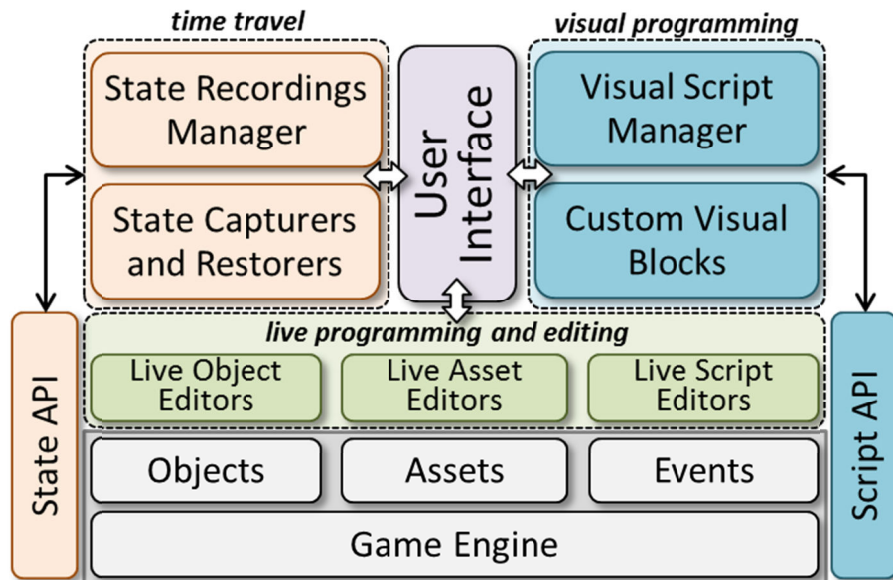 time travel
visual programming
State Recordings
Manager
State Capturers
and Restorers
User
Interface
Visual Script
Manager
Custom Visual
Blocks
live programming and editing
Live Object
Editors
Live Asset
Editors
Live Script
Editors
State API
Script API
Objects
Assets
Events
Game Engine